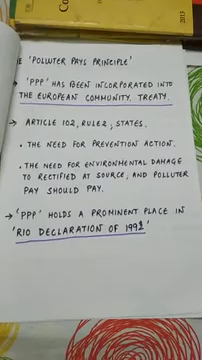 E 'POLLUTER PAYS PRINCIPLE'
→ 'PPP' HAS BEEN INCORPORATED INTO
THE EUROPEAN COMMUNITY, TREATY.
→ ARTICLE 102, RULE2, STATES.
• THE NEED FOR PREVENTION ACTION.
• THE NEED FOR ENVIRONMENTAL DAMAGE
TO RECTIFIED AT SOURCE, AND POLLUTER
PAY SHOULD PAY.
→ 'PPP' HOLDS A PROMINENT PLACE IN
'RIO DECLARATION OF 1992'
2013